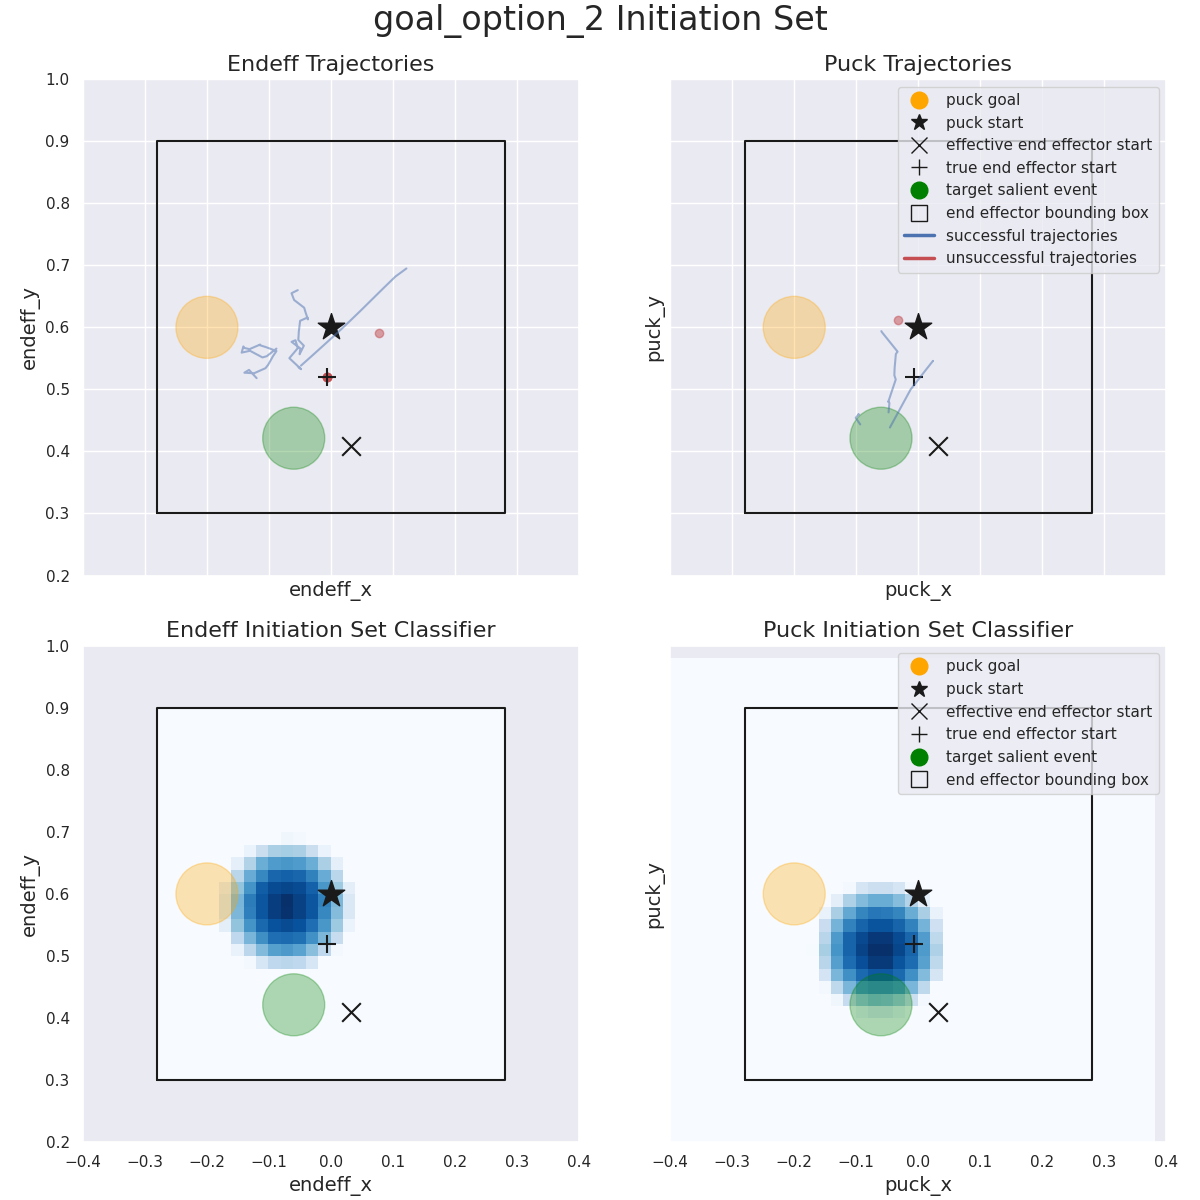 goal_option_2 Initiation Set
Endeff Trajectories
Puck Trajectories
1.0
0.9
0.8
0.7
0.6
0.5
0.4
0.3
0.2
endeff_y
endeff_x
puck_y
puck_x
puck goal
puck start
effective end effector start
true end effector start
target salient event
end effector bounding box
successful trajectories
unsuccessful trajectories
Endeff Initiation Set Classifier
Puck Initiation Set Classifier
1.0
0.9
0.8
0.7
0.6
0.5
0.4
0.3
0.2
endeff_y
−0.4 −0.3 −0.2 −0.1 0.0 0.1 0.2 0.3 0.4
endeff_x
puck_y
puck goal
puck start
effective end effector start
true end effector start
target salient event
end effector bounding box
−0.4 −0.3 −0.2 −0.1 0.0 0.1 0.2 0.3 0.4
puck_x